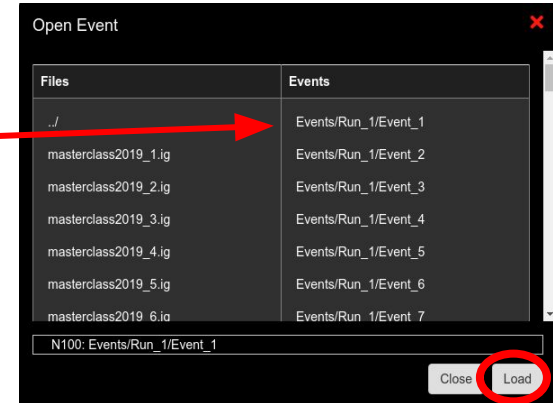 Open Event
Files Events
../ Events/Run_1/Event_1
masterclass2019_1.ig Events/Run_1/Event_2
masterclass2019_2.ig Events/Run_1/Event_3
masterclass2019_3.ig Events/Run_1/Event_4
masterclass2019_4.ig Events/Run_1/Event_5
masterclass2019_5.ig Events/Run_1/Event_6
masterclass2019_6.ig Events/Run_1/Event_7
N100: Events/Run_1/Event_1
Close Load